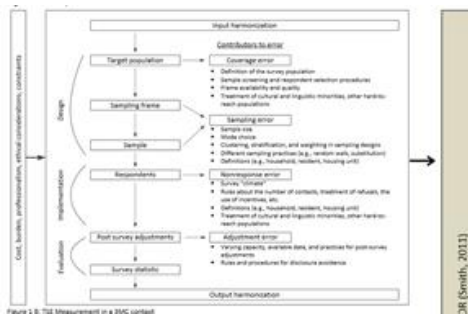 Cost, burden, professionalism, ethical considerations, constraints
Input harmonization
Contributors to error
Design
Target population
Coverage error
• Definition of the survey population
• Sample screening and respondent selection procedures
• Frame availability and quality
• Treatment of cultural and linguistic minorities, other hard-to-
reach populations
Sampling frame
Sampling error
• Sample size
• Mode choice
• Clustering, stratification, and weighting in sampling designs
• Different sampling practices (e.g., random walk, substitution)
• Definitions (e.g., household, resident, housing unit)
Sample
Implementation
Respondents
Nonresponse error
• Survey "climate"
• Rules about the number of contacts, treatment of refusals, the
use of incentives, etc.
• Definitions (e.g., household, resident, housing unit)
• Treatment of cultural and linguistic minorities, other hard-to-
reach populations
Evaluation
Post survey adjustments
Adjustment error
• Varying capacity, available data, and practices for post-survey
adjustments
• Rules and procedures for disclosure avoidance
Survey statistic
Output harmonization
TSE Measurement in a 3MC context
OR (Smith, 2011)